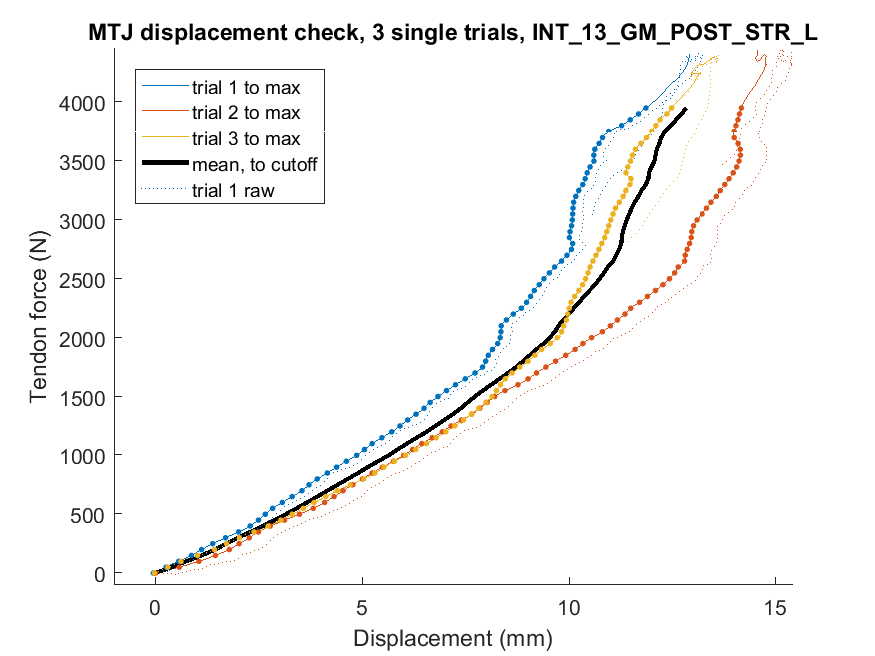 MTJ displacement check, 3 single trials, INT_13_GM_POST_STR_L
trial 1 to max
trial 2 to max
trial 3 to max
mean, to cutoff
trial 1 raw
4000
3500
3000
2500
2000
1500
1000
500
0
Tendon force (N)
0 5 10 15
Displacement (mm)